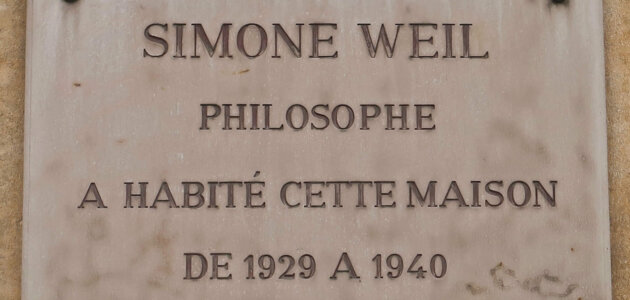 SIMONE WEIL
PHILOSOPHE
A HABITÉ CETTE MAISON
DE 1929 A 1940